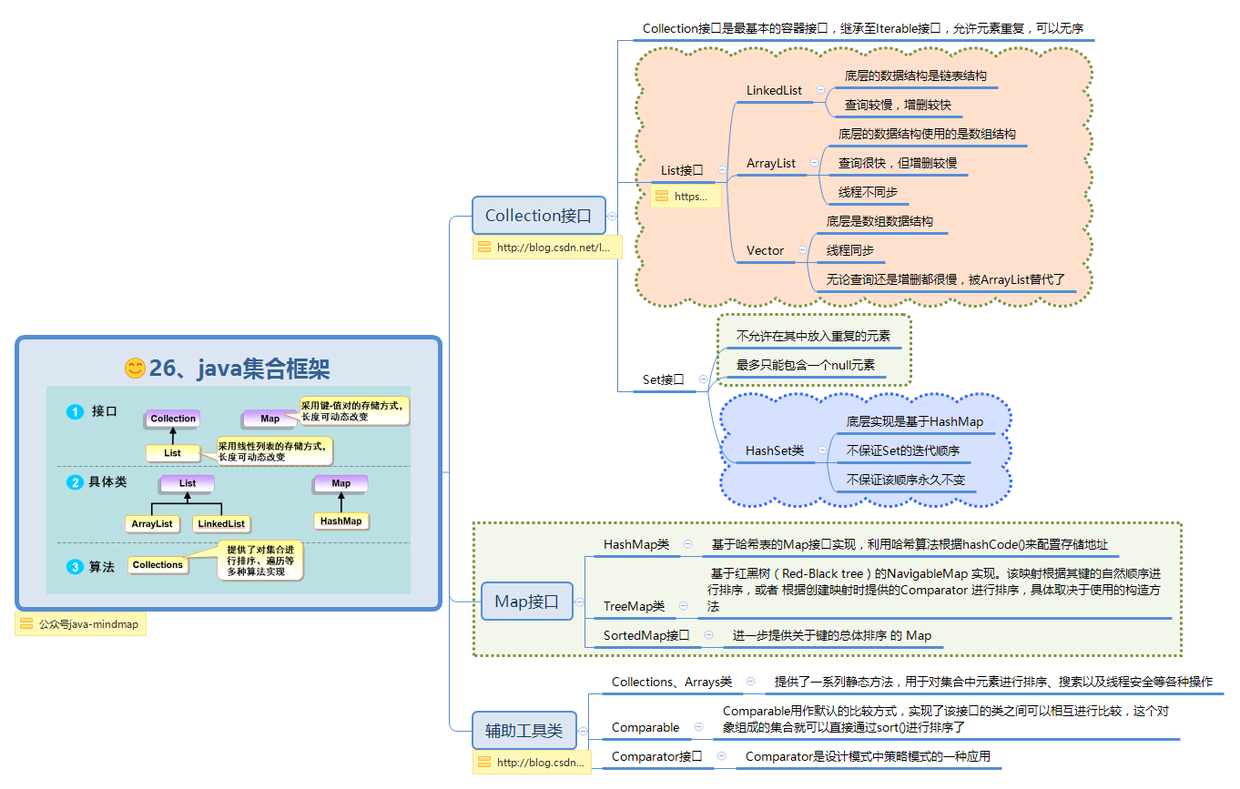 26、java集合框架
1 接口
Collection
Map
采用键-值对的存储方式，
长度可动态改变
List
采用线性列表的存储方式，
长度可动态改变
2 具体类
List
Map
ArrayList
LinkedList
HashMap
3 算法
Collections
提供了对集合进
行排序、遍历等
多种算法实现
公众号java-mindmap
Collection接口
http://blog.csdn.net/l...
Collection接口是最基本的容器接口，继承至Iterable接口，允许元素重复，可以无序
List接口
https...
LinkedList
底层的数据结构是链表结构
查询较慢，增删较快
ArrayList
底层的数据结构使用的是数组结构
查询很快，但增删较慢
线程不同步
Vector
底层是数组数据结构
线程同步
无论查询还是增删都很慢，被ArrayList替代了
Set接口
不允许在其中放入重复的元素
最多只能包含一个null元素
HashSet类
底层实现是基于HashMap
不保证Set的迭代顺序
不保证该顺序永久不变
Map接口
HashMap类
基于哈希表的Map接口实现，利用哈希算法根据hashCode()来配置存储地址
TreeMap类
基于红黑树（Red-Black tree）的NavigableMap 实现。该映射根据其键的自然顺序进
行排序，或者 根据创建映射时提供的Comparator 进行排序，具体取决于使用的构造方
法
SortedMap接口
进一步提供关于键的总体排序 的 Map
辅助工具类
http://blog.csdn...
Collections、Arrays类
提供了一系列静态方法，用于对集合中元素进行排序、搜索以及线程安全等各种操作
Comparable
Comparable用作默认的比较方式，实现了该接口的类之间可以相互进行比较，这个对
象组成的集合就可以直接通过sort()进行排序了
Comparator接口
Comparator是设计模式中策略模式的一种应用